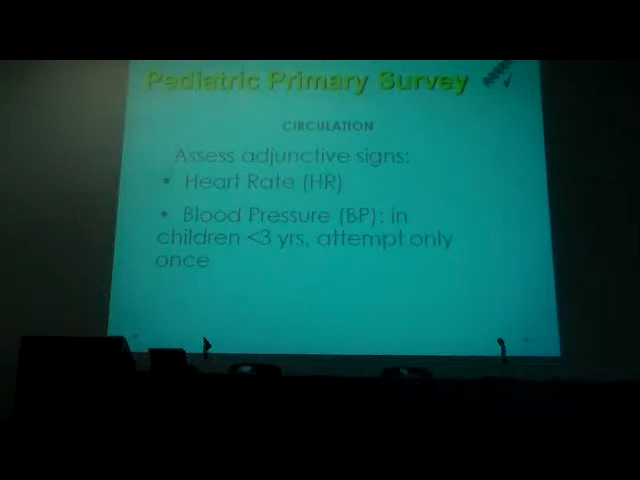 Pediatric Primary Survey
CIRCULATION
Assess adjunctive signs:
• Heart Rate (HR)
• Blood Pressure (BP): in
children <3 yrs, attempt only
once